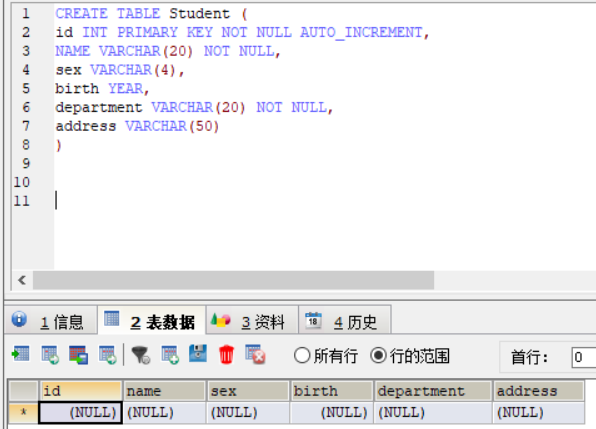 1 CREATE TABLE Student (
2 id INT PRIMARY KEY NOT NULL AUTO_INCREMENT,
3 NAME VARCHAR(20) NOT NULL,
4 sex VARCHAR(4),
5 birth YEAR,
6 department VARCHAR(20) NOT NULL,
7 address VARCHAR(50)
8 )
9
10
11
1 信息 2 表数据 3 资料 18 4 历史
所有行 行的范围 首行: 0
id name sex birth department address
* (NULL) (NULL) (NULL) (NULL) (NULL) (NULL)